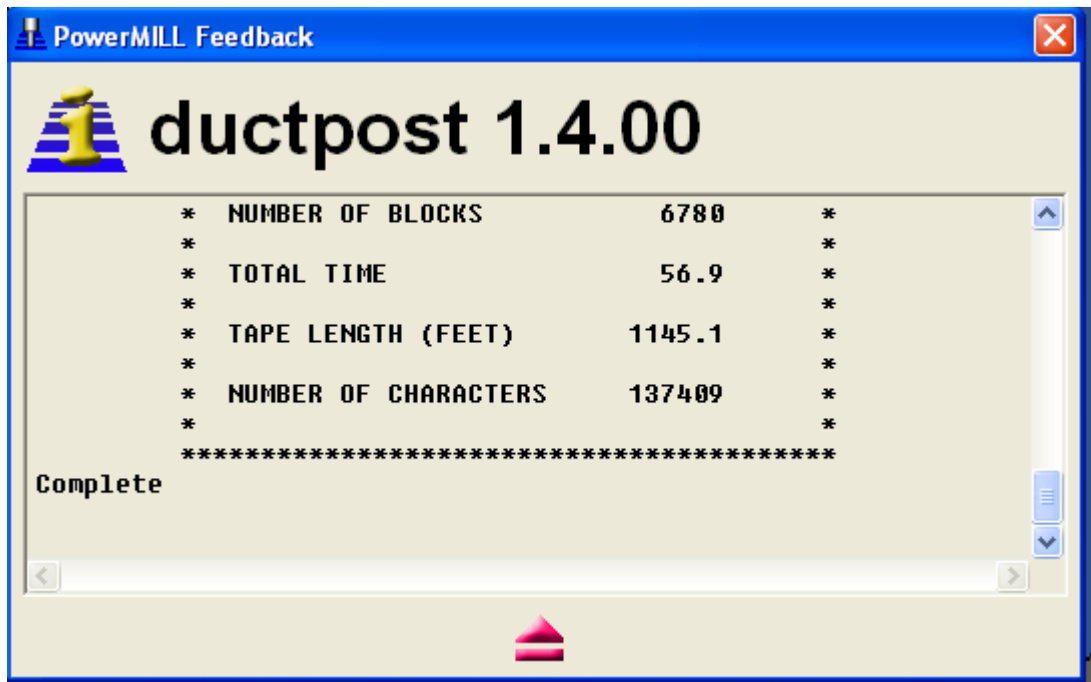 PowerMILL Feedback
ductpost 1.4.00
* NUMBER OF BLOCKS 6780 *
* *
* TOTAL TIME 56.9 *
* *
* TAPE LENGTH (FEET) 1145.1 *
* *
* NUMBER OF CHARACTERS 137409 *
* *
*****************************************
Complete